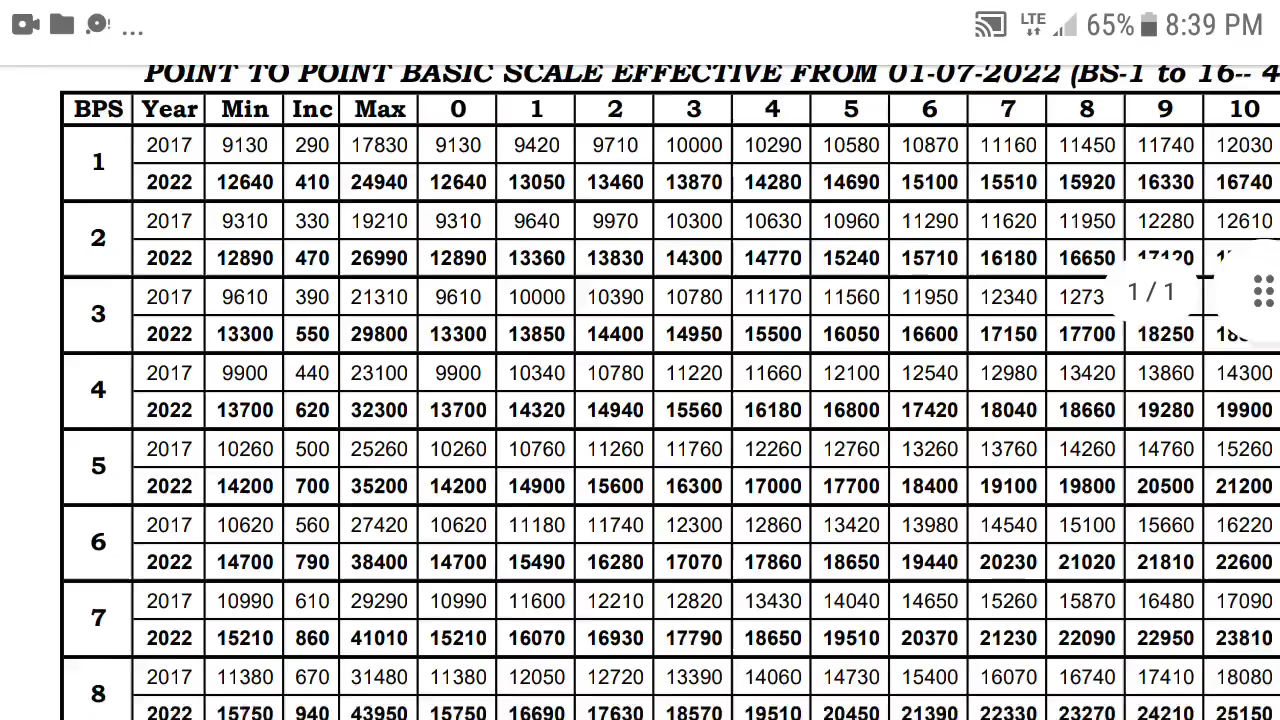 ... LTE 65% 8:39 PM
POINT TO POINT BASIC SCALE EFFECTIVE FROM 01-07-2022 (BS-1 to 16-- 4
BPS Year Min Inc Max 0 1 2 3 4 5 6 7 8 9 10
1 2017 9130 290 17830 9130 9420 9710 10000 10290 10580 10870 11160 11450 11740 12030
2022 12640 410 24940 12640 13050 13460 13870 14280 14690 15100 15510 15920 16330 16740
2 2017 9310 330 19210 9310 9640 9970 10300 10630 10960 11290 11620 11950 12280 12610
2022 12890 470 26990 12890 13360 13830 14300 14770 15240 15710 16180 16650 17120
3 2017 9610 390 21310 9610 10000 10390 10780 11170 11560 11950 12340 1273 1 / 1
2022 13300 550 29800 13300 13850 14400 14950 15500 16050 16600 17150 17700 18250
4 2017 9900 440 23100 9900 10340 10780 11220 11660 12100 12540 12980 13420 13860 14300
2022 13700 620 32300 13700 14320 14940 15560 16180 16800 17420 18040 18660 19280 19900
5 2017 10260 500 25260 10260 10760 11260 11760 12260 12760 13260 13760 14260 14760 15260
2022 14200 700 35200 14200 14900 15600 16300 17000 17700 18400 19100 19800 20500 21200
6 2017 10620 560 27420 10620 11180 11740 12300 12860 13420 13980 14540 15100 15660 16220
2022 14700 790 38400 14700 15490 16280 17070 17860 18650 19440 20230 21020 21810 22600
7 2017 10990 610 29290 10990 11600 12210 12820 13430 14040 14650 15260 15870 16480 17090
2022 15210 860 41010 15210 16070 16930 17790 18650 19510 20370 21230 22090 22950 23810
8 2017 11380 670 31480 11380 12050 12720 13390 14060 14730 15400 16070 16740 17410 18080
2022 15750 940 43950 15750 16690 17630 18570 19510 20450 21390 22330 23270 24210 25150